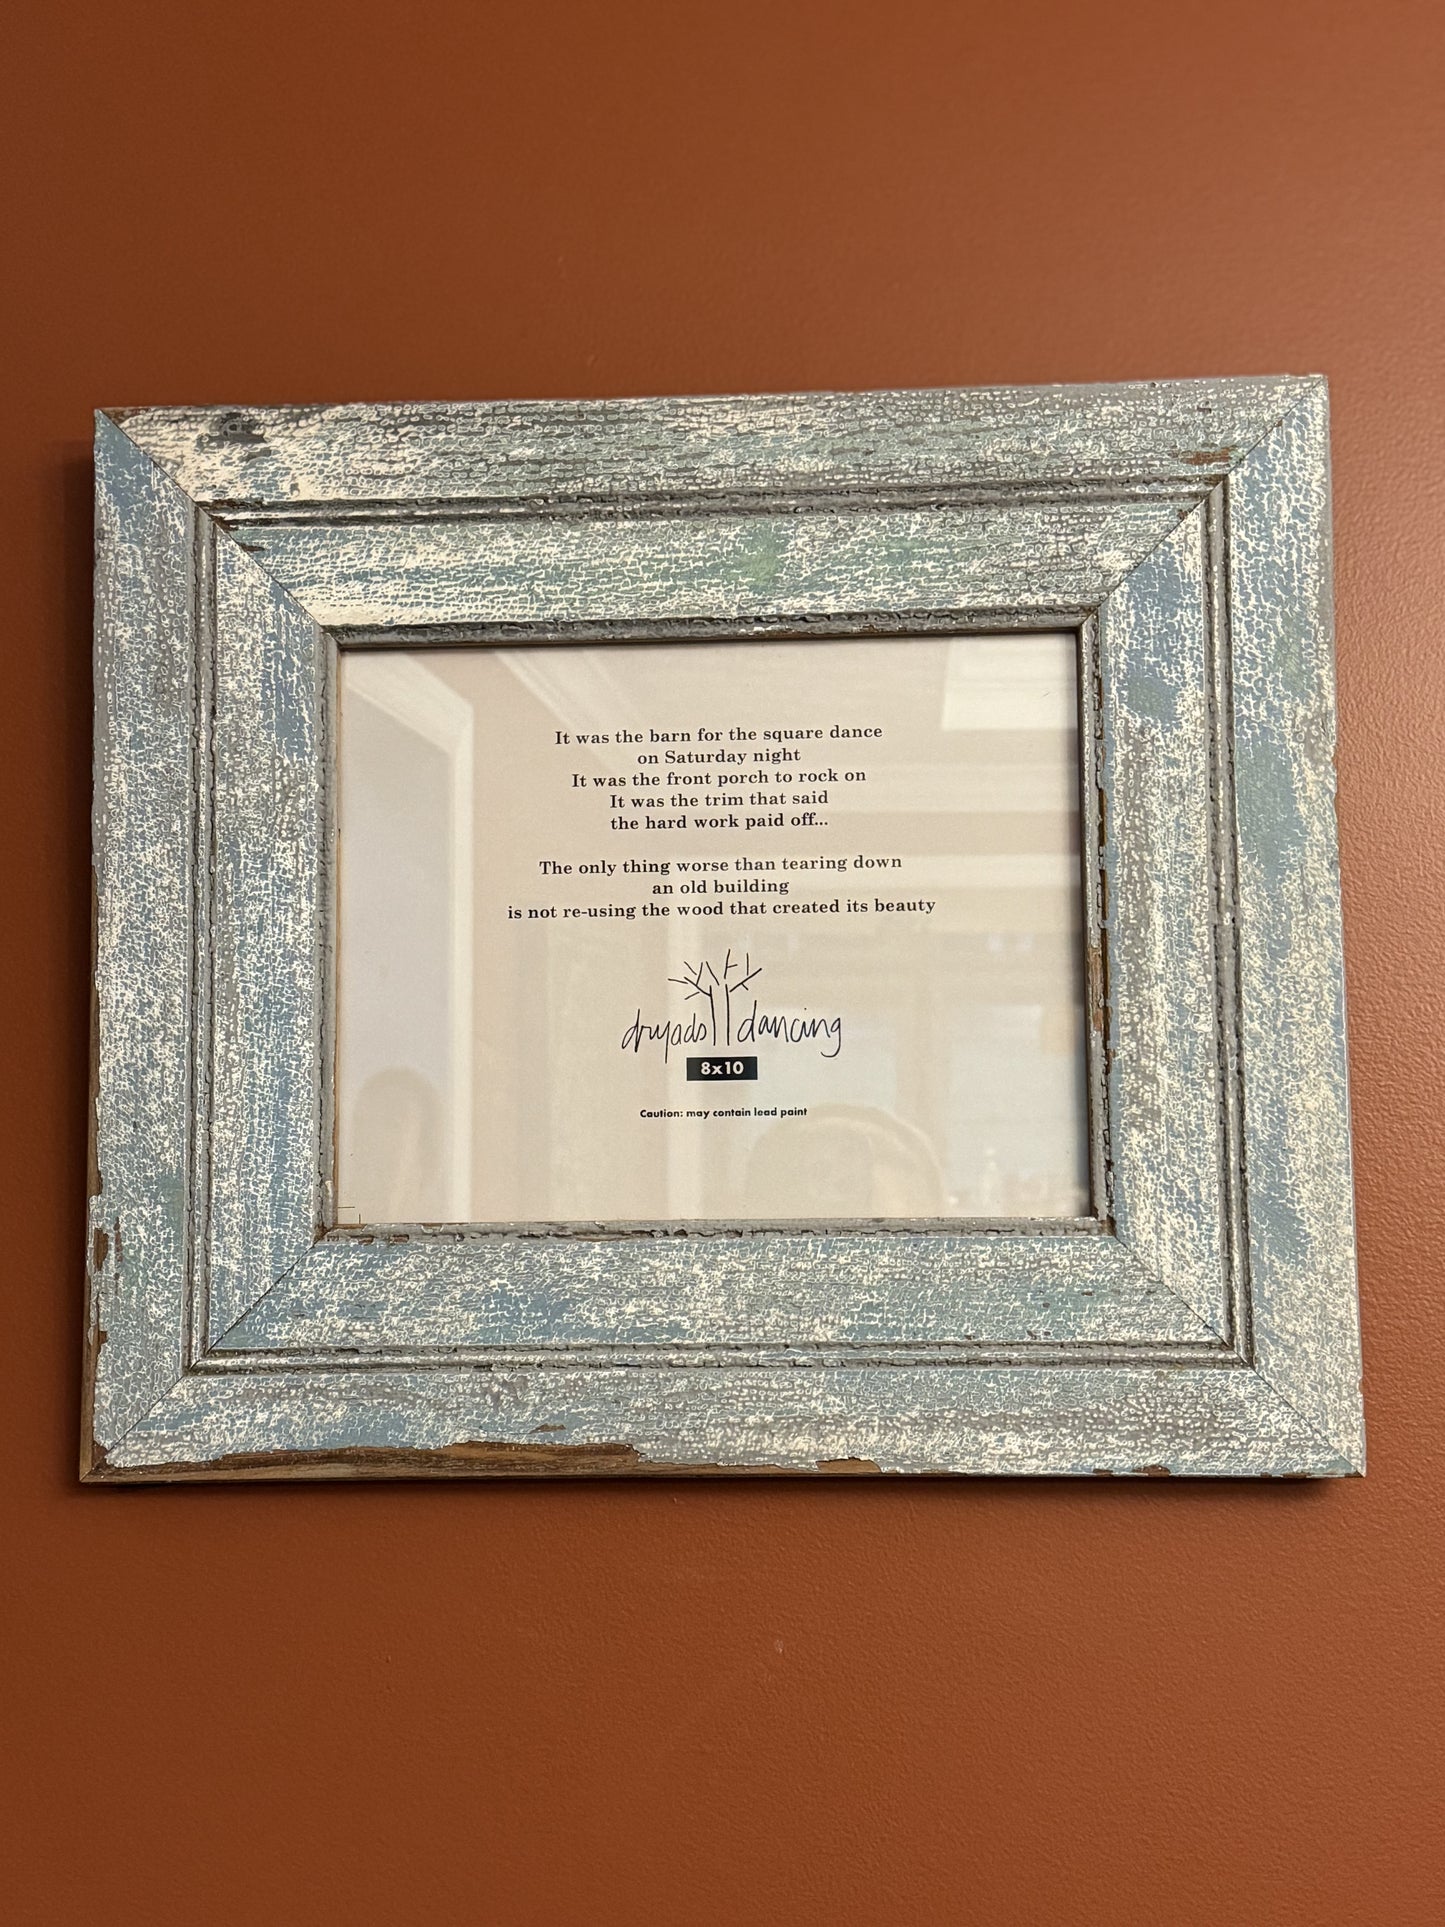 It was the barn for the square dance
on Saturday night
It was the front porch to rock on
It was the trim that said
the hard work paid off...
The only thing worse than tearing down
an old building
is not re-using the wood that created its beauty
dryads dancing
8x10
Caution: may contain lead paint